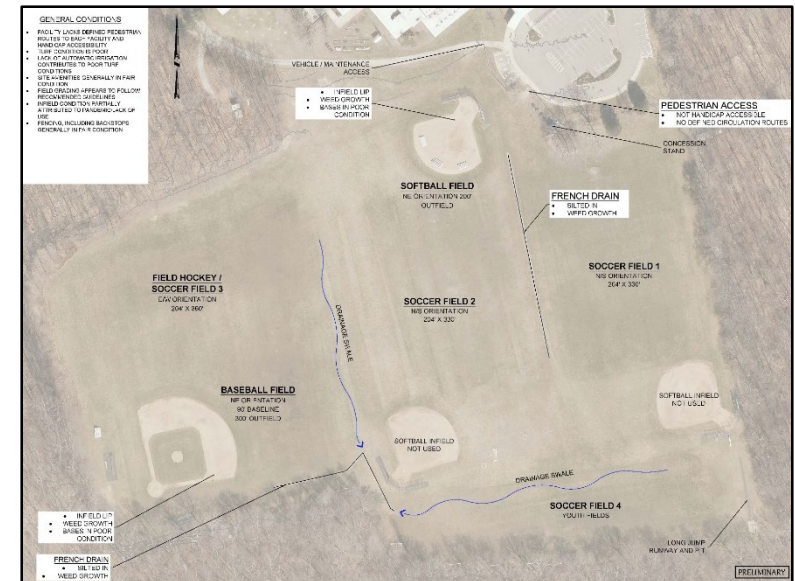 GENERAL CONDITIONS
• FACILITY LACKS DEFINED PEDESTRIAN
ROUTES TO EACH FACILITY AND
HANDICAP ACCESSIBILITY
• TURF CONDITION IS POOR
• LACK OF AUTOMATIC IRRIGATION
CONTRIBUTES TO POOR TURF
CONDITIONS
• SITE AMENITIES GENERALLY IN FAIR
CONDITION
• FIELD GRADING APPEARS TO FOLLOW
RECOMMENDED GUIDELINES
• INFIELD CONDITION PARTIALLY
ATTRIBUTED TO PANDEMIC LACK OF
USE
• FENCING, INCLUDING BACKSTOPS
GENERALLY IN FAIR CONDITION
VEHICLE / MAINTENANCE
ACCESS
• INFIELD LIP
• WEED GROWTH
• BASES IN POOR
CONDITION
PEDESTRIAN ACCESS
• NOT HANDICAP ACCESSIBLE
• NO DEFINED CIRCULATION ROUTES
CONCESSION
STAND
SOFTBALL FIELD
NE ORIENTATION 200'
OUTFIELD
FRENCH DRAIN
• SILTED IN
• WEED GROWTH
FIELD HOCKEY /
SOCCER FIELD 3
E/W ORIENTATION
204' X 360'
SOCCER FIELD 2
N/S ORIENTATION
204' X 330'
SOCCER FIELD 1
N/S ORIENTATION
204' X 330'
DRAINAGE SWALE
BASEBALL FIELD
NE ORIENTATION
90' BASELINE
300' OUTFIELD
SOFTBALL INFIELD
NOT USED
SOFTBALL INFIELD
NOT USED
DRAINAGE SWALE
SOCCER FIELD 4
YOUTH FIELDS
• INFIELD LIP
• WEED GROWTH
• BASES IN POOR
CONDITION
FRENCH DRAIN
• SILTED IN
• WEED GROWTH
LONG JUMP
RUNWAY AND PIT
PRELIMINARY